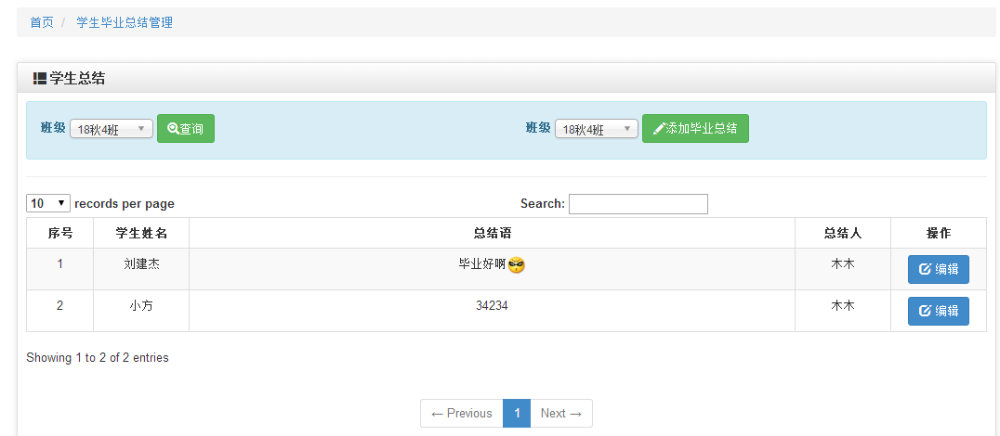 首页 / 学生毕业总结管理
学生总结
班级 18秋4班 查询 班级 18秋4班 添加毕业总结
10 records per page Search:
序号 学生姓名 总结语 总结人 操作
1 刘建杰 毕业好啊 木木 编辑
2 小方 34234 木木 编辑
Showing 1 to 2 of 2 entries
← Previous 1 Next →